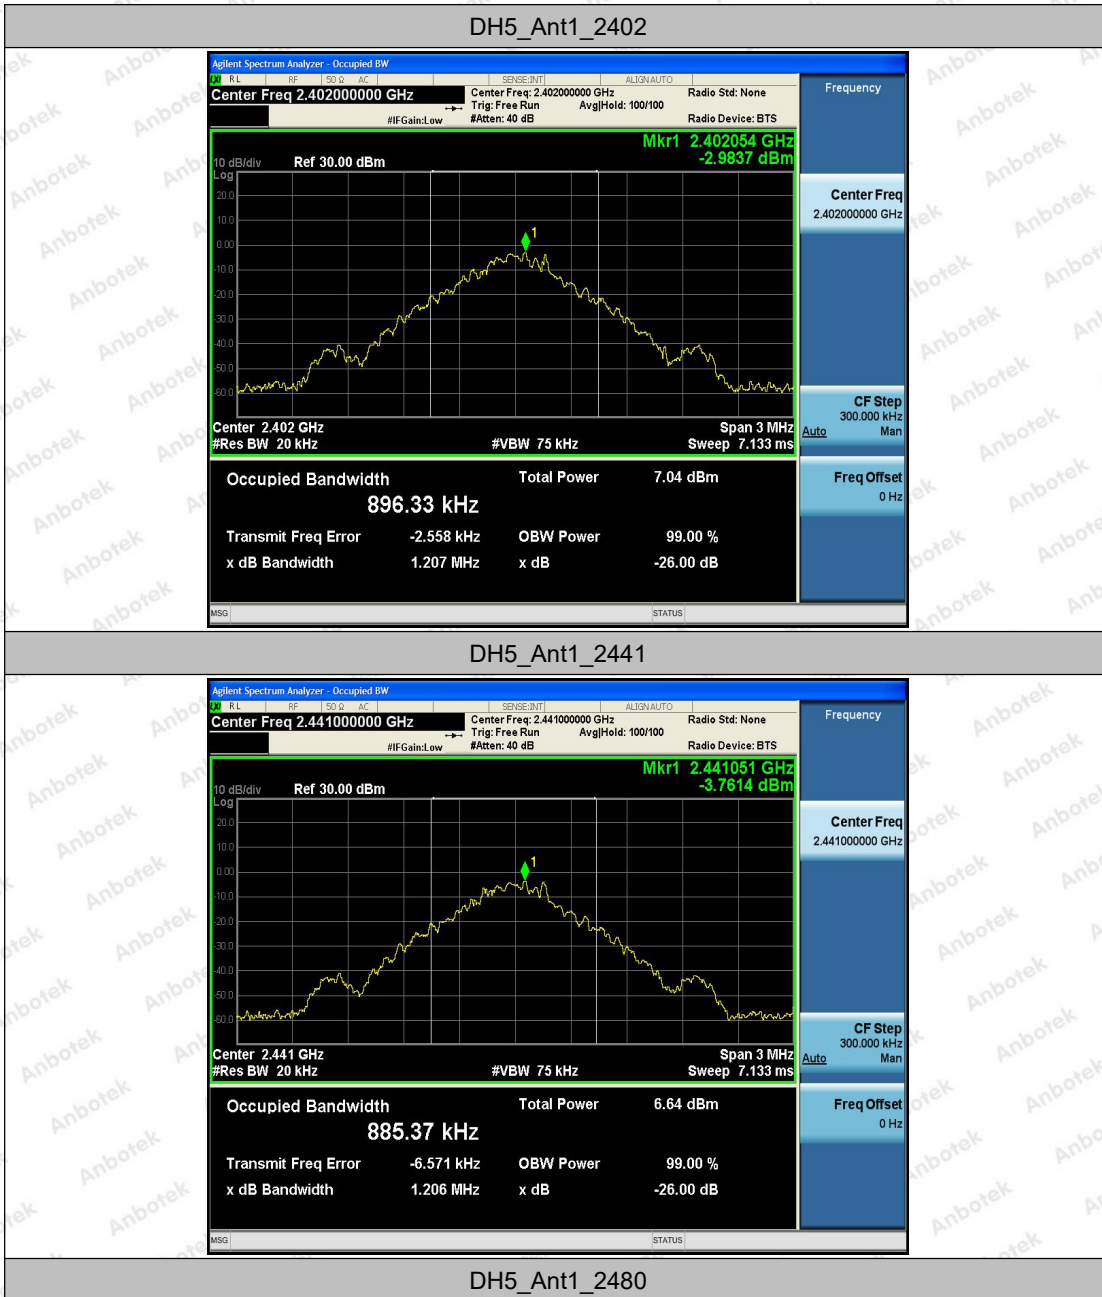 DH5_Ant1_2402
Agilent Spectrum Analyzer - Occupied BW
RL RF 50 Ω AC SENSE:INT ALIGN AUTO
Center Freq 2.402000000 GHz
Center Freq: 2.402000000 GHz Radio Std: None
Trig: Free Run Avg|Hold: 100/100
#IFGain:Low #Atten: 40 dB Radio Device: BTS
Frequency
Mkr1 2.402054 GHz
-2.9837 dBm
10 dB/div Ref 30.00 dBm
Log
20.0
10.0
0.00
-10.0
-20.0
-30.0
-40.0
-50.0
-60.0
1
Center Freq
2.402000000 GHz
CF Step
300.000 kHz
Auto Man
Center 2.402 GHz Span 3 MHz
#Res BW 20 kHz #VBW 75 kHz Sweep 7.133 ms
Freq Offset
0 Hz
Occupied Bandwidth Total Power 7.04 dBm
896.33 kHz
Transmit Freq Error -2.558 kHz OBW Power 99.00 %
x dB Bandwidth 1.207 MHz x dB -26.00 dB
MSG STATUS
DH5_Ant1_2441
Agilent Spectrum Analyzer - Occupied BW
RL RF 50 Ω AC SENSE:INT ALIGN AUTO
Center Freq 2.441000000 GHz
Center Freq: 2.441000000 GHz Radio Std: None
Trig: Free Run Avg|Hold: 100/100
#IFGain:Low #Atten: 40 dB Radio Device: BTS
Frequency
Mkr1 2.441051 GHz
-3.7614 dBm
10 dB/div Ref 30.00 dBm
Log
20.0
10.0
0.00
-10.0
-20.0
-30.0
-40.0
-50.0
-60.0
1
Center Freq
2.441000000 GHz
CF Step
300.000 kHz
Auto Man
Center 2.441 GHz Span 3 MHz
#Res BW 20 kHz #VBW 75 kHz Sweep 7.133 ms
Freq Offset
0 Hz
Occupied Bandwidth Total Power 6.64 dBm
885.37 kHz
Transmit Freq Error -6.571 kHz OBW Power 99.00 %
x dB Bandwidth 1.206 MHz x dB -26.00 dB
MSG STATUS
DH5_Ant1_2480